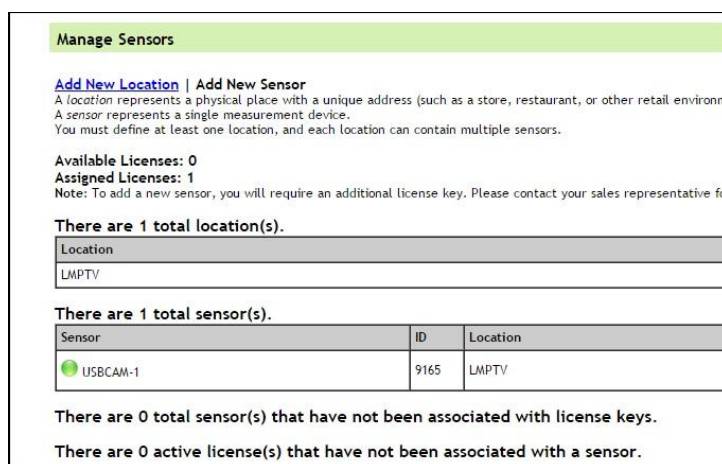 Manage Sensors
Add New Location | Add New Sensor
A location represents a physical place with a unique address (such as a store, restaurant, or other retail
A sensor represents a single measurement device.
You must define at least one location, and each location can contain multiple sensors.
Available Licenses: 0
Assigned Licenses: 1
Note: To add a new sensor, you will require an additional license key. Please contact your sales representative
There are 1 total location(s).
Location
LMPTV
There are 1 total sensor(s).
Sensor ID Location
USBCAM-1 9165 LMPTV
There are 0 total sensor(s) that have not been associated with license keys.
There are 0 active license(s) that have not been associated with a sensor.